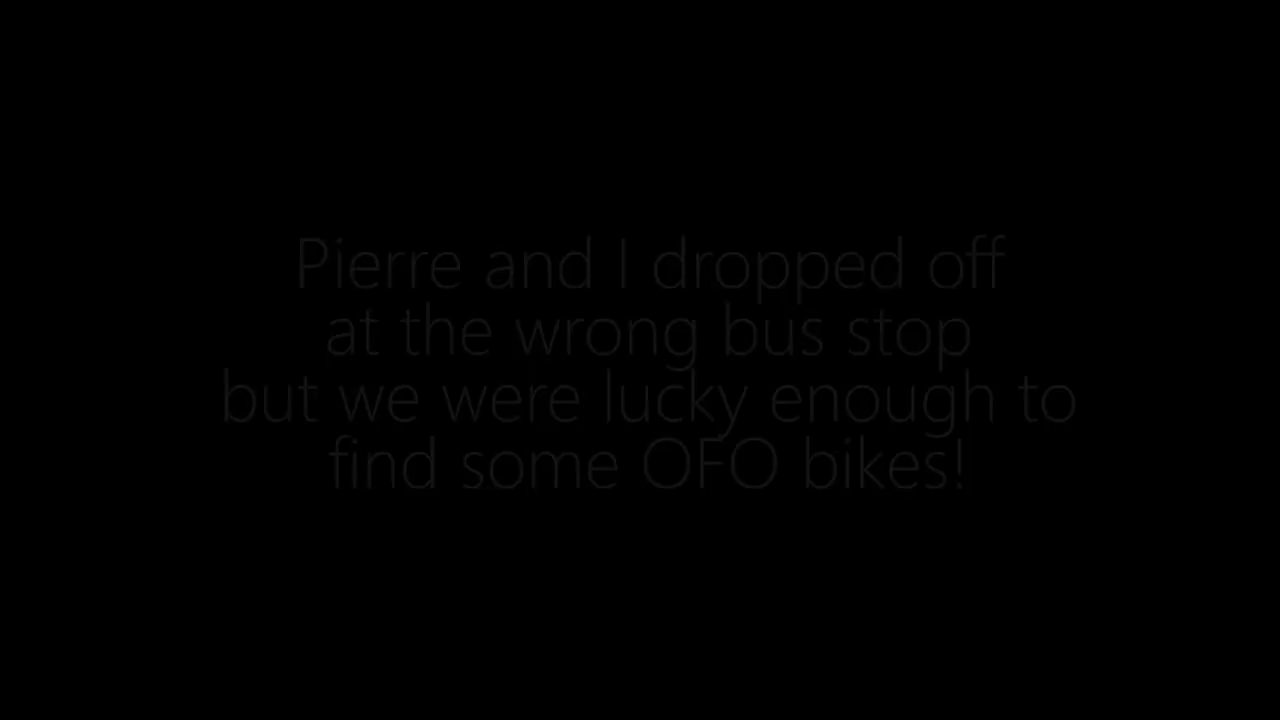 Pierre and I dropped off
at the wrong bus stop
but we were lucky enough to
find some OFO bikes!